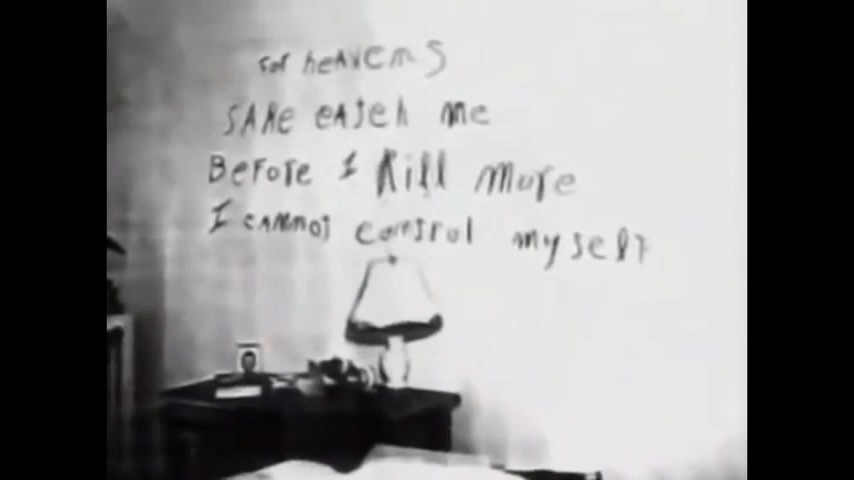 for heavens
SAKe catch me
BeFore I kill more
I cannot control myself